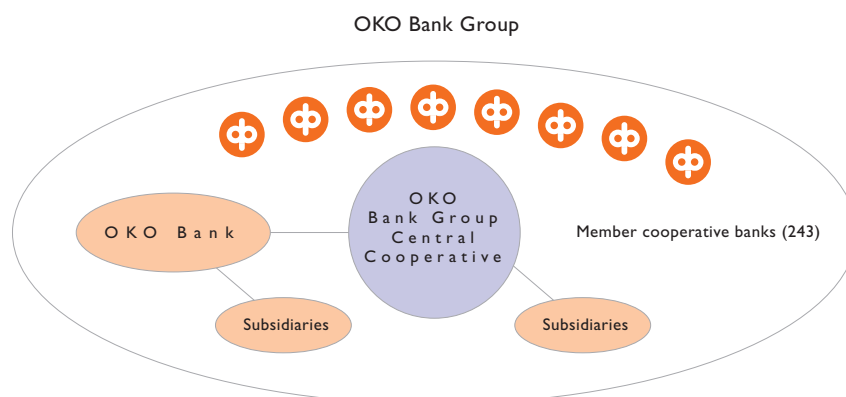 OKO Bank Group
OKO
Bank Group
Central
Cooperative
OKO Bank
Member cooperative banks (243)
Subsidiaries
Subsidiaries